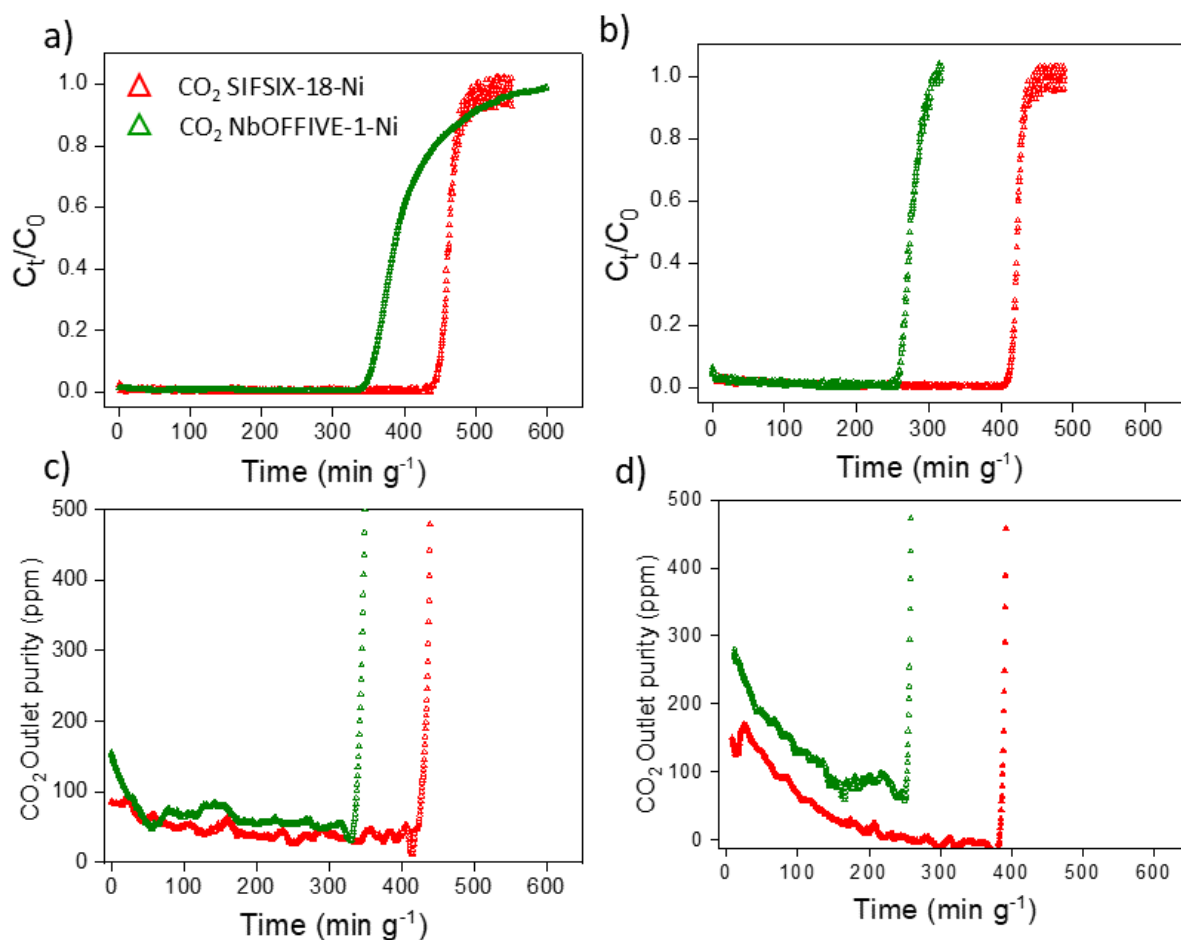 a)
1.0
0.8
0.6
0.4
0.2
0.0
Ct/C0
CO2 SIFSIX-18-Ni
CO2 NbOFFIVE-1-Ni
0 100 200 300 400 500 600
Time (min g-1)
b)
1.0
0.8
0.6
0.4
0.2
0.0
Ct/C0
0 100 200 300 400 500 600
Time (min g-1)
c)
500
400
300
200
100
0
CO2 Outlet purity (ppm)
0 100 200 300 400 500 600
Time (min g-1)
d)
500
400
300
200
100
0
CO2 Outlet purity (ppm)
0 100 200 300 400 500 600
Time (min g-1)